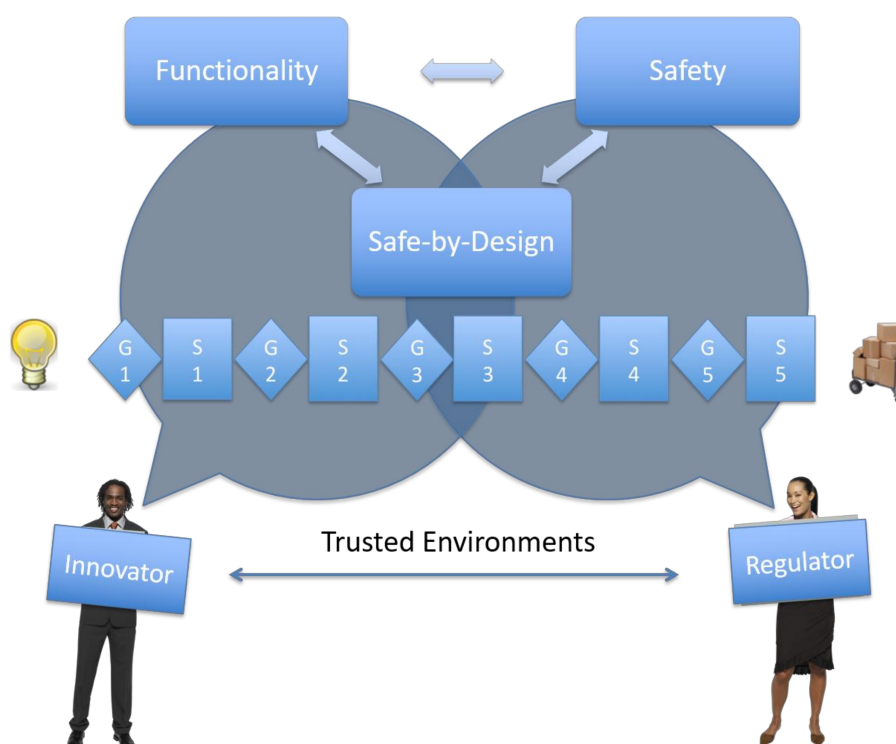 Functionality
Safety
Safe-by-Design
G
1
S
1
G
2
S
2
G
3
S
3
G
4
S
4
G
5
S
5
Trusted Environments
Innovator
Regulator